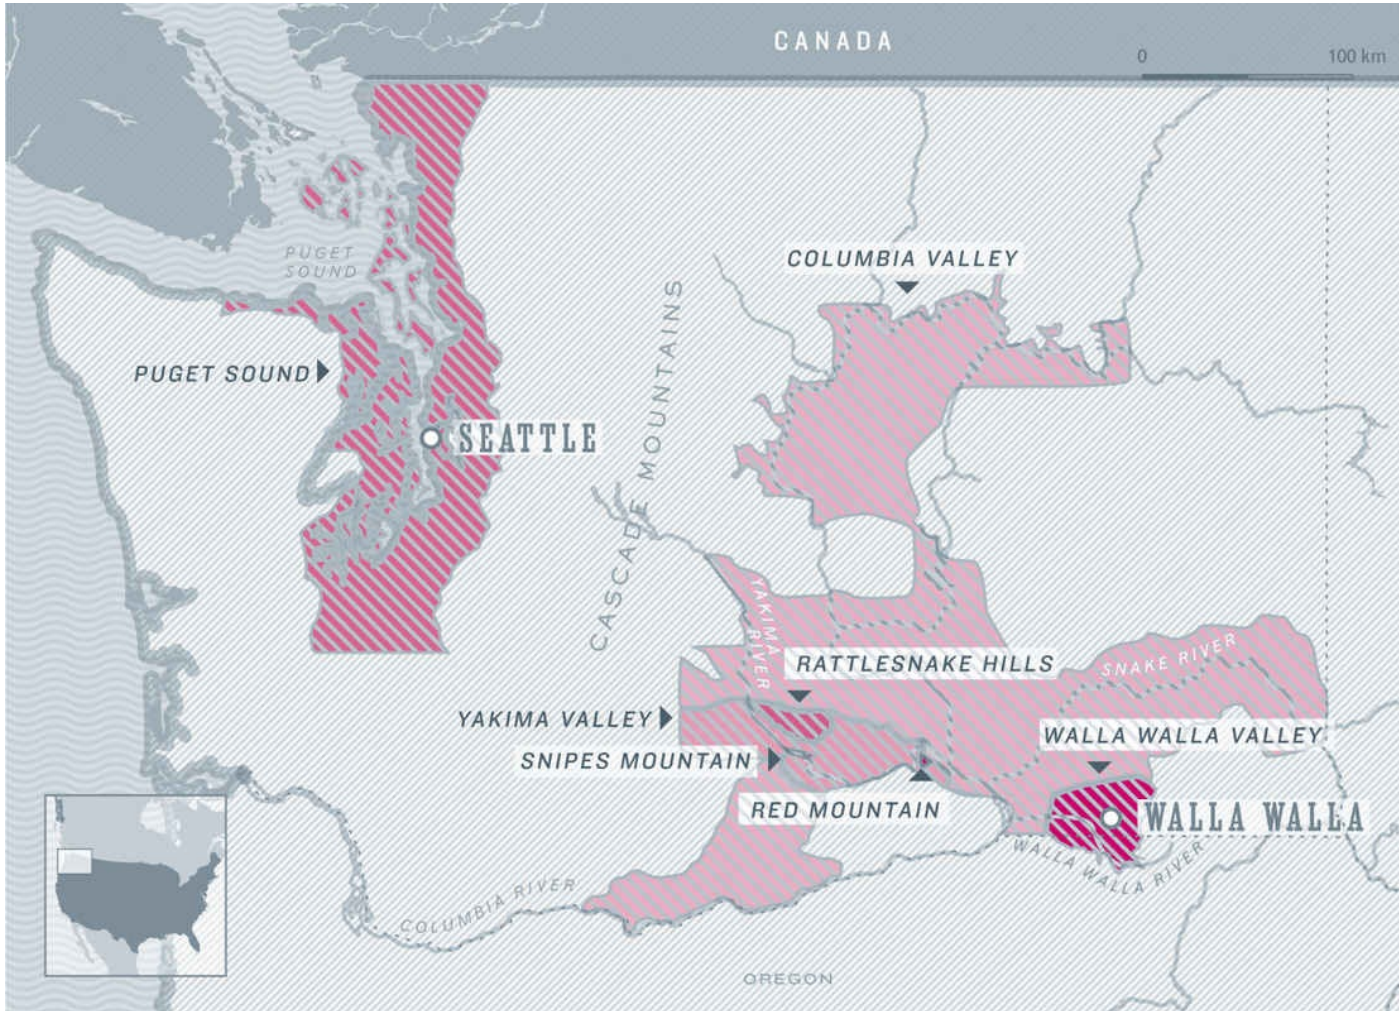 CANADA
0 100 km
PUGET
SOUND
COLUMBIA VALLEY
CASCADE MOUNTAINS
PUGET SOUND
SEATTLE
YAKIMA
RIVER
SNAKE RIVER
RATTLESNAKE HILLS
YAKIMA VALLEY
WALLA WALLA VALLEY
SNIPES MOUNTAIN
RED MOUNTAIN
WALLA WALLA
WALLA WALLA RIVER
COLUMBIA RIVER
OREGON